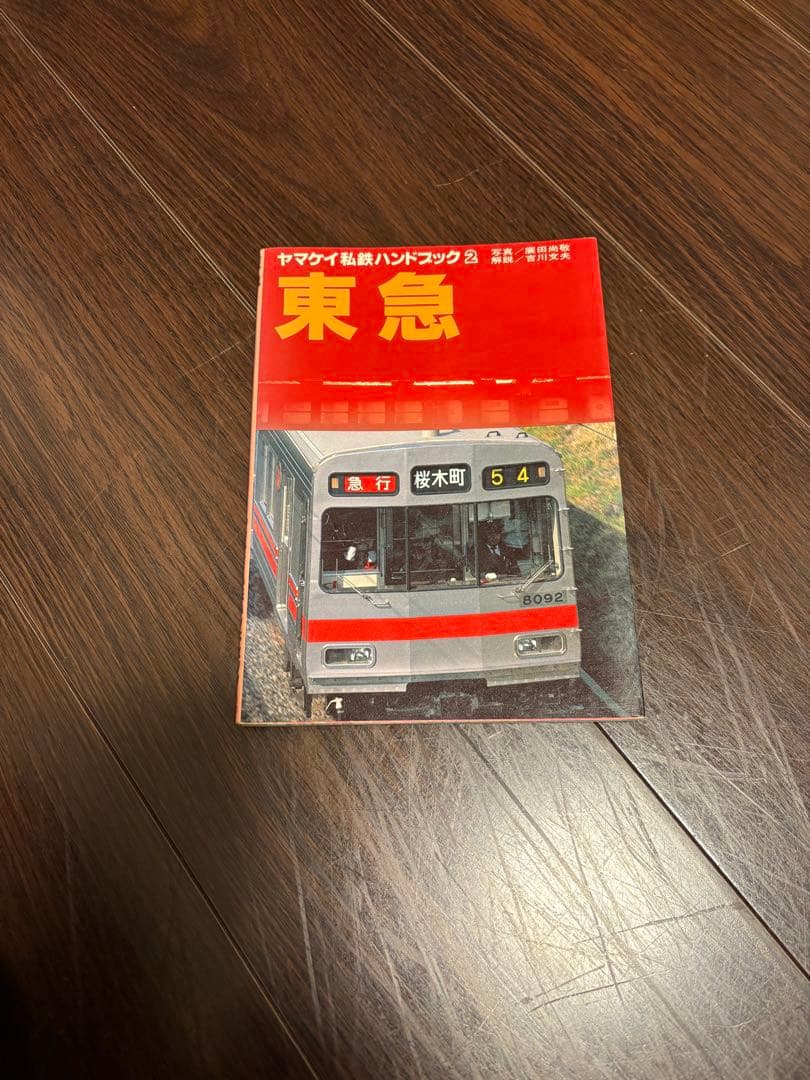 ヤマケイ私鉄ハンドブック2 写真/廣田尚敬
解説/吉川文夫
東急
急行 桜木町 54
8092